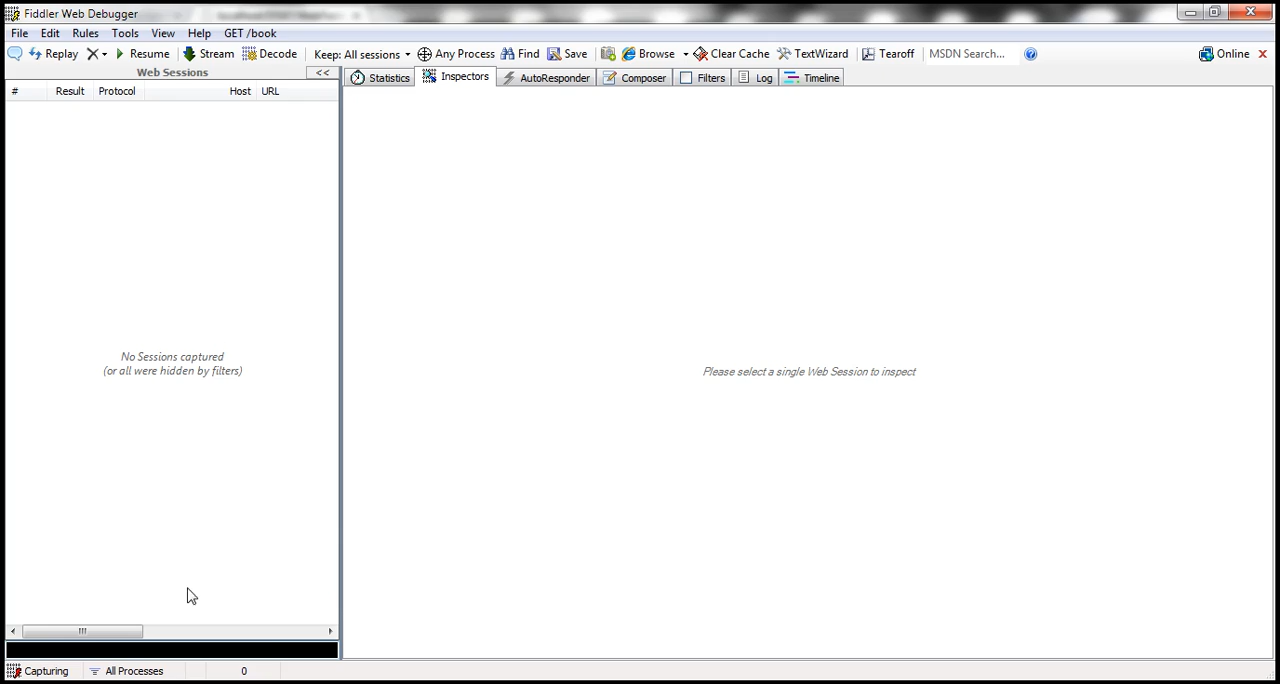 Fiddler Web Debugger
File Edit Rules Tools View Help GET /book
Replay Resume Stream Decode Keep: All sessions Any Process Find Save Browse Clear Cache TextWizard Tearoff MSDN Search... Online
Web Sessions <<
Statistics Inspectors AutoResponder Composer Filters Log Timeline
# Result Protocol Host URL
No Sessions captured
(or all were hidden by filters)
Please select a single Web Session to inspect
Capturing All Processes 0